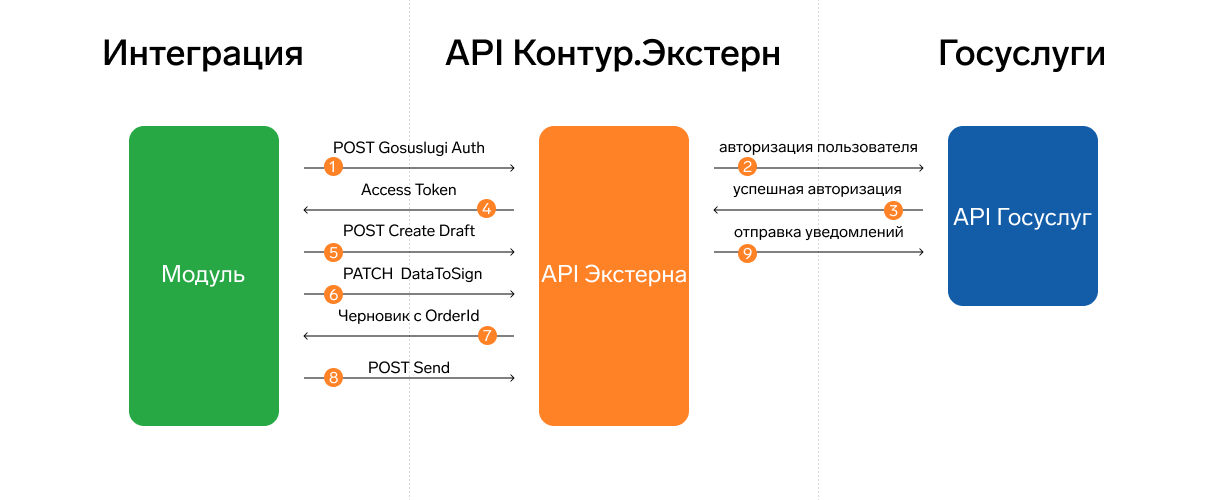 Интеграция
API Контур.Экстерн
Госуслуги
POST Gosuslugi Auth
1
авторизация пользователя
2
Access Token
4
успешная авторизация
3
POST Create Draft
5
отправка уведомлений
9
PATCH DataToSign
6
Черновик с OrderId
7
POST Send
8
Модуль
API Экстерна
API Госуслуг